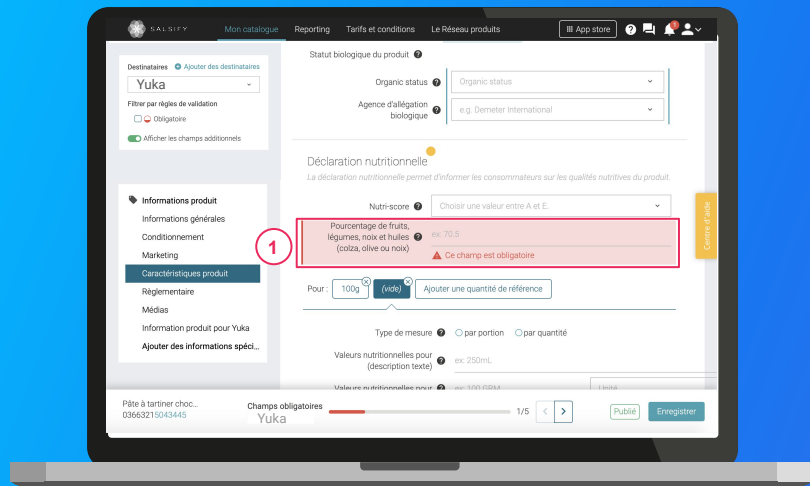 SALSIFY
Mon catalogue
Reporting
Tarifs et conditions
Le Réseau produits
App store
Destinataires
Ajouter des destinataires
Yuka
Filtrer par règles de validation
Obligatoire
Afficher les champs additionnels
Informations produit
Informations générales
Conditionnement
Marketing
Caractéristiques produit
Règlementaire
Médias
Information produit pour Yuka
Ajouter des informations spéci...
Statut biologique du produit
Organic status
Organic status
Agence d'allégation
biologique
e.g. Demeter International
Déclaration nutritionnelle
La déclaration nutritionnelle permet d'informer les consommateurs sur les qualités nutritives du produit.
Nutri-score
Choisir une valeur entre A et E.
1
Pourcentage de fruits,
légumes, noix et huiles
(colza, olive ou noix)
ex: 70.5
Ce champ est obligatoire
Pour :
100g
(vide)
Ajouter une quantité de référence
Type de mesure
par portion
par quantité
Valeurs nutritionnelles pour
(description texte)
ex: 250mL
Valeurs nutritionnelles pour
ex: 100 GRM
Unité
Centre d'aide
Pâte à tartiner choc...
03663215043445
Champs obligatoires
Yuka
1/5
Publié
Enregistrer